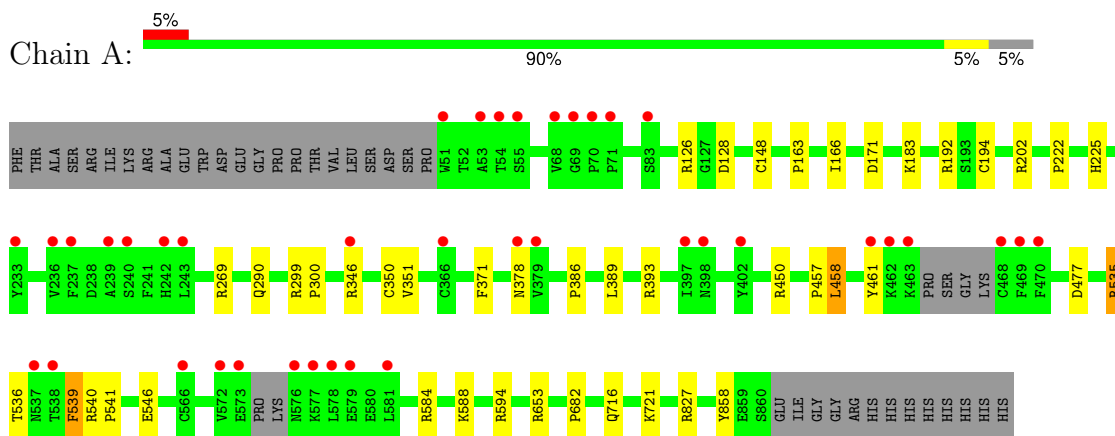 5%
Chain A:
90% 5% 5%
PHE THR ALA SER ARG ILE LYS ARG ALA GLU TRP ASP GLU GLY PRO PRO THR VAL LEU SER ASP SER PRO W51 T52 A53 T54 S55 V68 G69 P70 P71 S83 R126 G127 D128 C148 P163 I166 D171 K183 R192 S193 C194 R202 P222 H225
Y233 V236 F237 D238 A239 S240 F241 H242 L243 R269 Q290 R299 P300 R346 C350 V351 C366 F371 N378 V379 P386 L389 R393 I397 N398 Y402 R450 P457 L458 Y461 K462 K463 PRO SER GLY LYS C468 F469 F470 D477 R535
T536 N537 T538 F539 R540 P541 E546 C566 V572 E573 PRO LYS N576 K577 L578 E579 E580 L581 R584 K588 R594 R653 P682 Q716 K721 R827 Y858 E859 S860 GLU ILE GLY GLY ARG HIS HIS HIS HIS HIS HIS HIS HIS